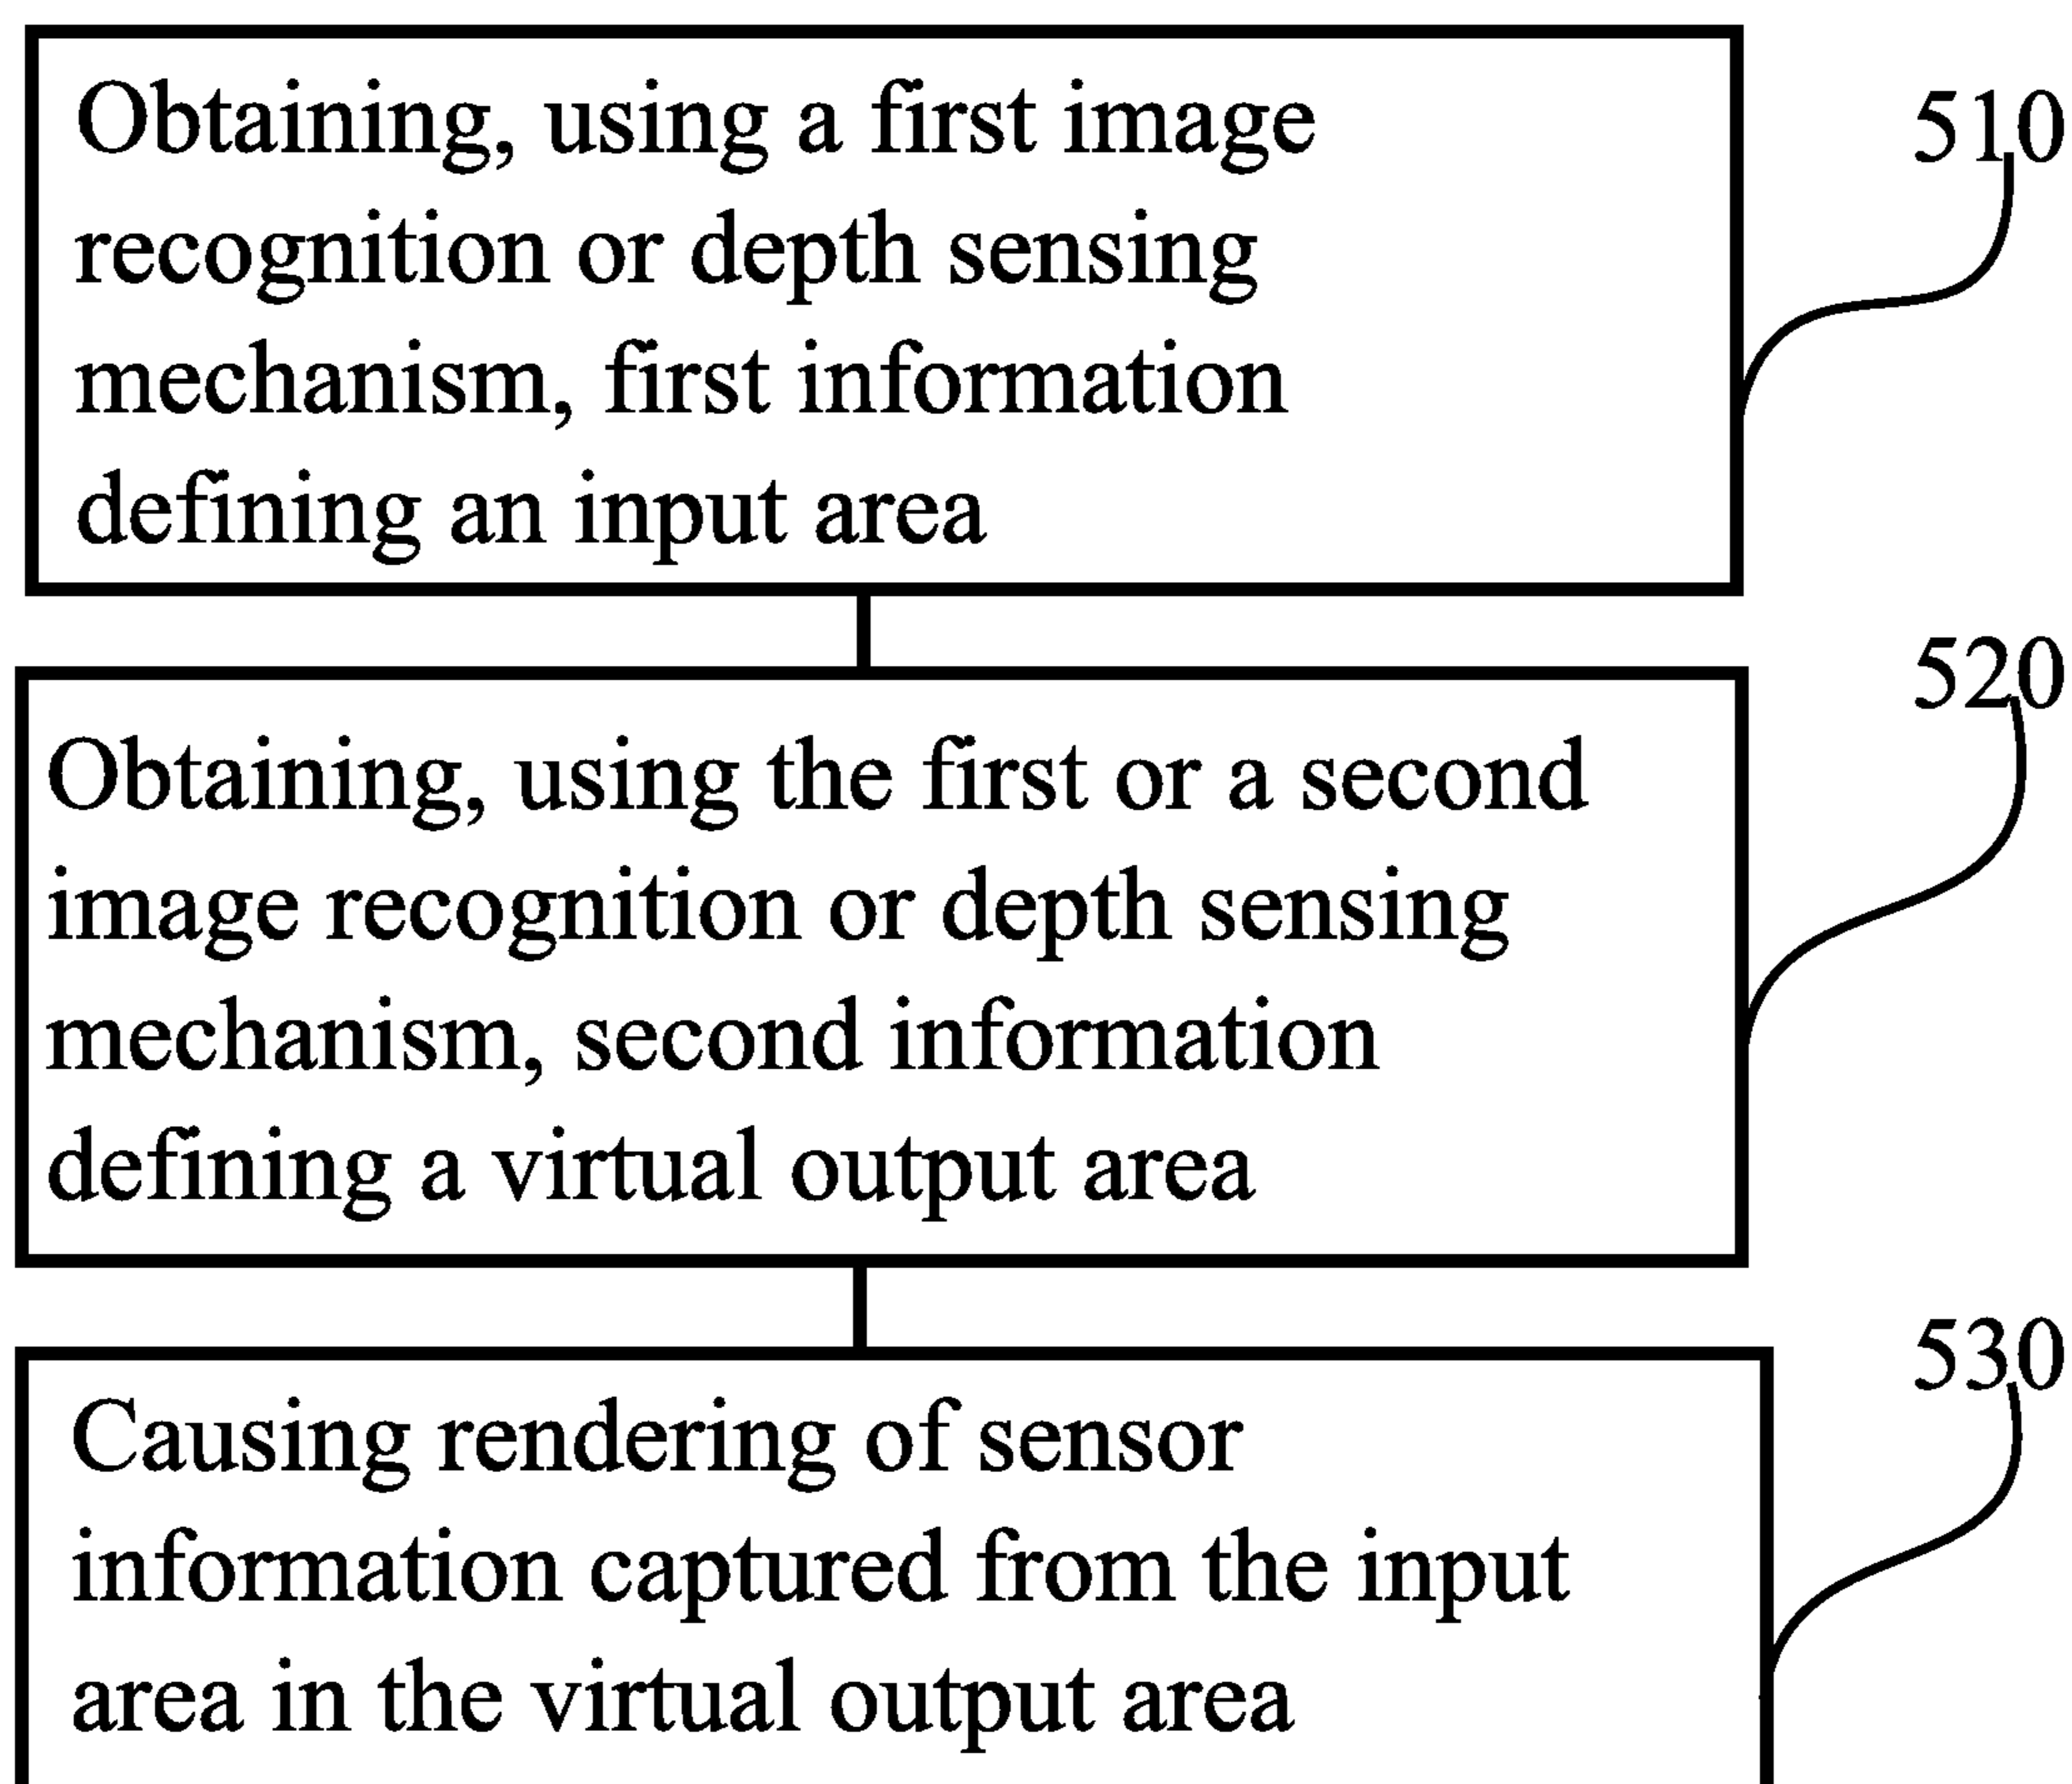 Obtaining, using a first image
recognition or depth sensing
mechanism, first information
defining an input area
510
Obtaining, using the first or a second
image recognition or depth sensing
mechanism, second information
defining a virtual output area
520
Causing rendering of sensor
information captured from the input
area in the virtual output area
530